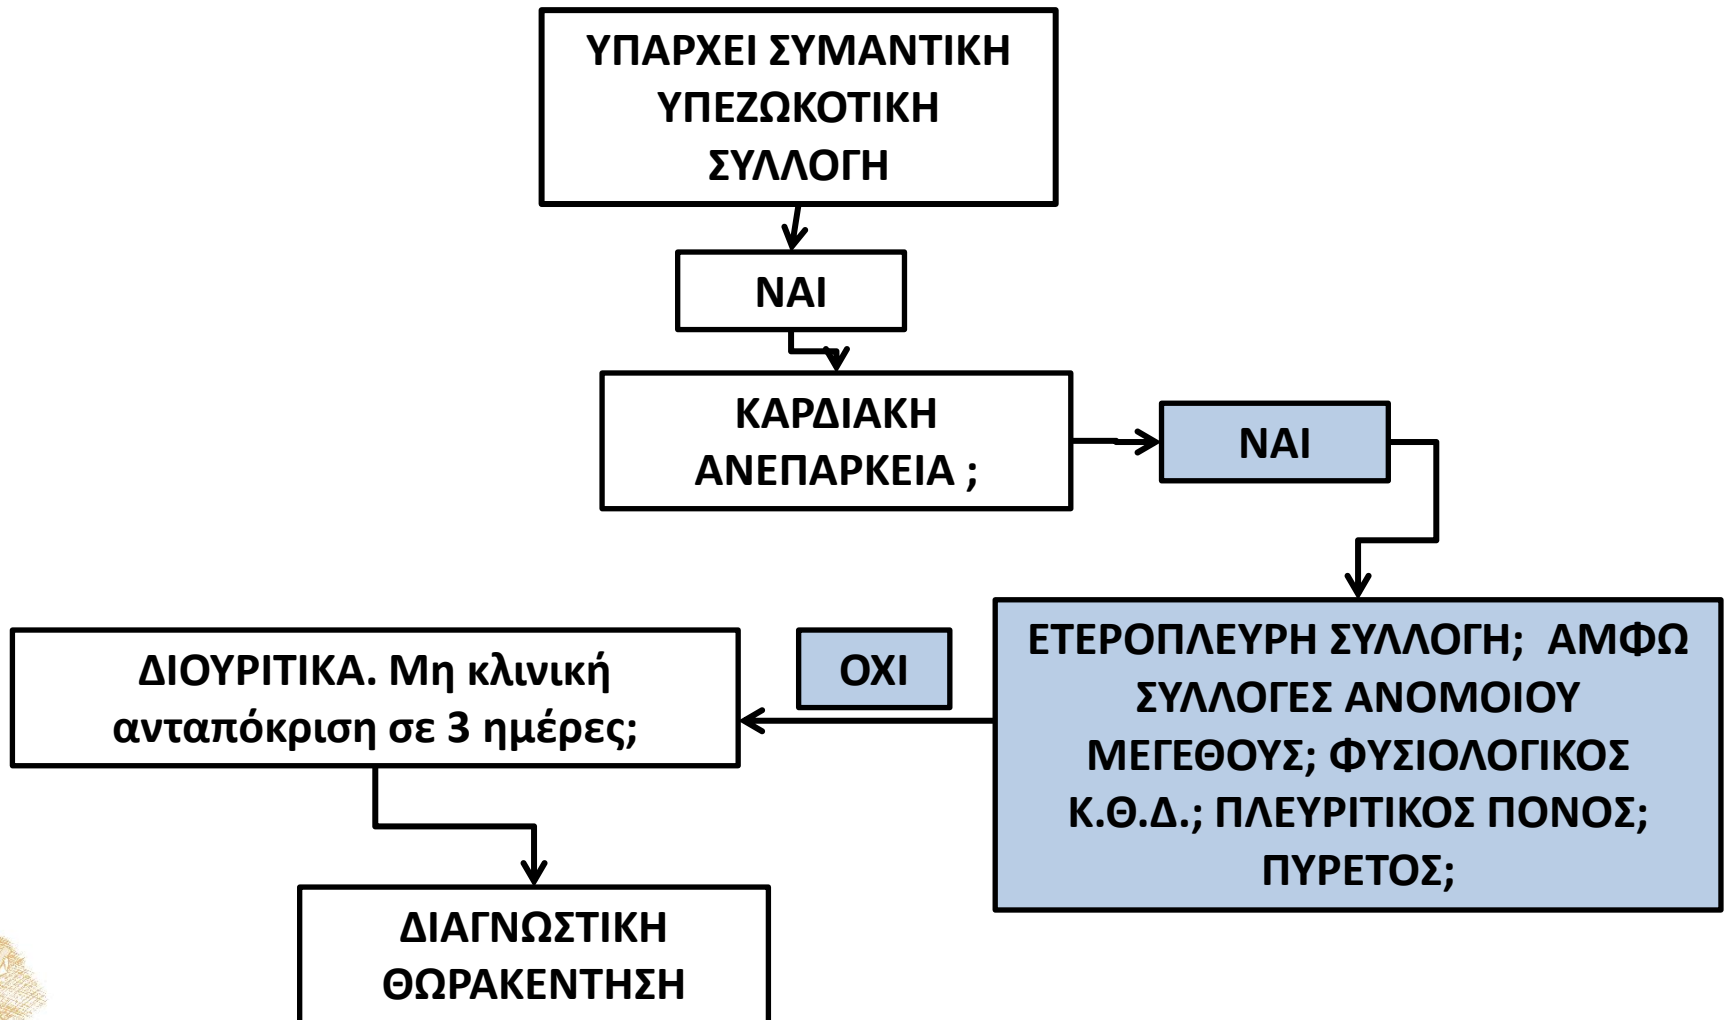 ΥΠΑΡΧΕΙ ΣΥΜΑΝΤΙΚΗ
ΥΠΕΖΩΚΟΤΙΚΗ
ΣΥΛΛΟΓΗ
ΝΑΙ
ΚΑΡΔΙΑΚΗ
ΑΝΕΠΑΡΚΕΙΑ ;
ΝΑΙ
ΕΤΕΡΟΠΛΕΥΡΗ ΣΥΛΛΟΓΗ; ΑΜΦΩ
ΣΥΛΛΟΓΕΣ ΑΝΟΜΟΙΟΥ
ΜΕΓΕΘΟΥΣ; ΦΥΣΙΟΛΟΓΙΚΟΣ
Κ.Θ.Δ.; ΠΛΕΥΡΙΤΙΚΟΣ ΠΟΝΟΣ;
ΠΥΡΕΤΟΣ;
ΟΧΙ
ΔΙΟΥΡΙΤΙΚΑ. Μη κλινική
ανταπόκριση σε 3 ημέρες;
ΔΙΑΓΝΩΣΤΙΚΗ
ΘΩΡΑΚΕΝΤΗΣΗ